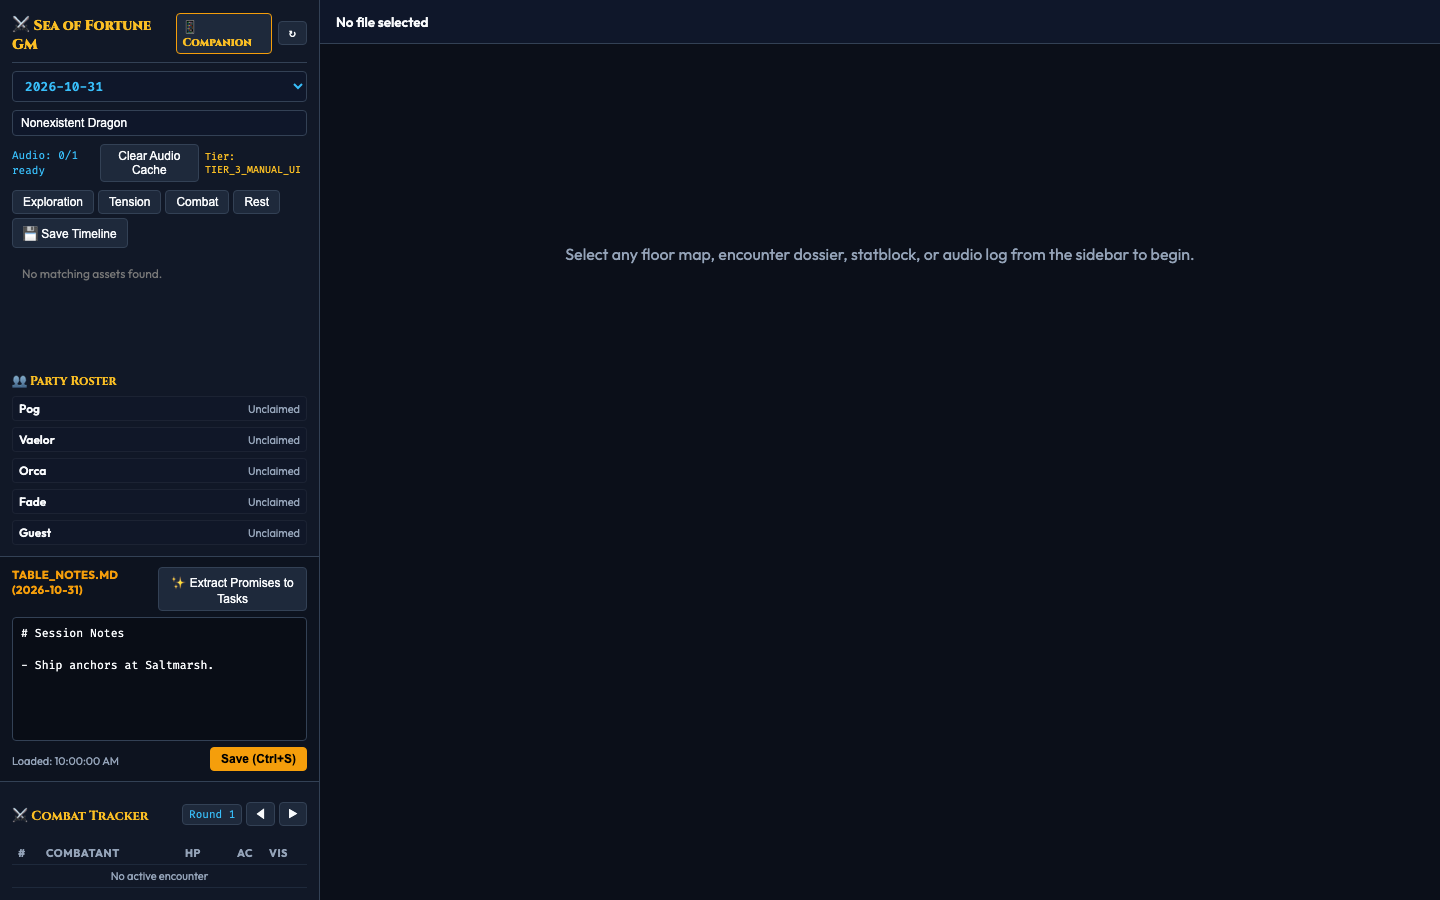 ⚔️ Sea of Fortune
GM
Companion
↻
No file selected
2026-10-31
Nonexistent Dragon
Audio: 0/1
ready
Clear Audio
Cache
Tier:
TIER_3_MANUAL_UI
Exploration
Tension
Combat
Rest
💾 Save Timeline
No matching assets found.
Select any floor map, encounter dossier, statblock, or audio log from the sidebar to begin.
👥 Party Roster
Pog Unclaimed
Vaelor Unclaimed
Orca Unclaimed
Fade Unclaimed
Guest Unclaimed
TABLE_NOTES.MD
(2026-10-31)
✨ Extract Promises to
Tasks
# Session Notes
- Ship anchors at Saltmarsh.
Loaded: 10:00:00 AM
Save (Ctrl+S)
⚔️ Combat Tracker
Round 1
◀ ▶
# COMBATANT HP AC VIS
No active encounter